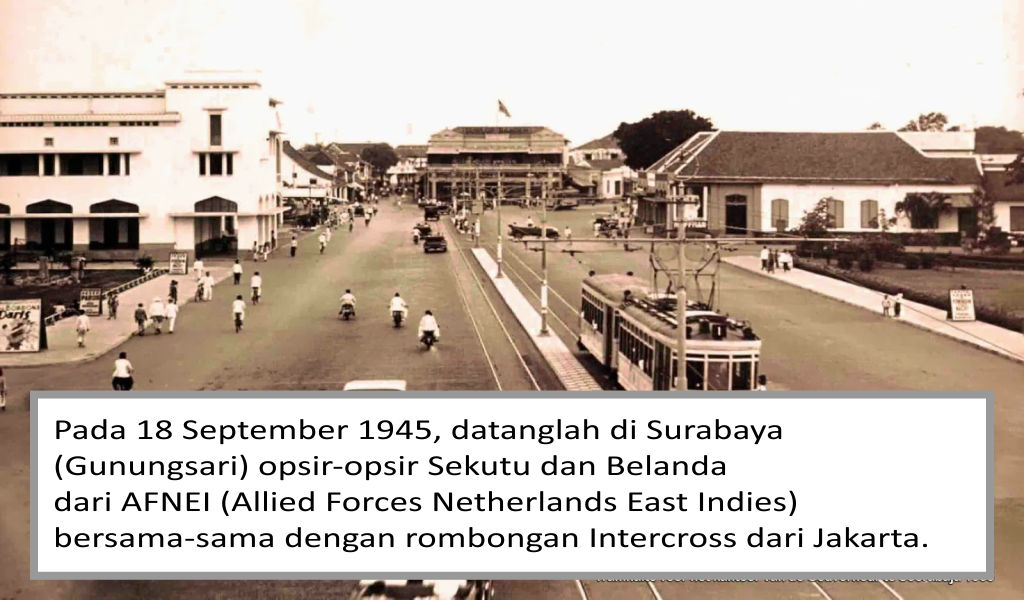 Paris
Pada 18 September 1945, datanglah di Surabaya
(Gunungsari) opsir-opsir Sekutu dan Belanda
dari AFNEI (Allied Forces Netherlands East Indies)
bersama-sama dengan rombongan Intercross dari Jakarta.